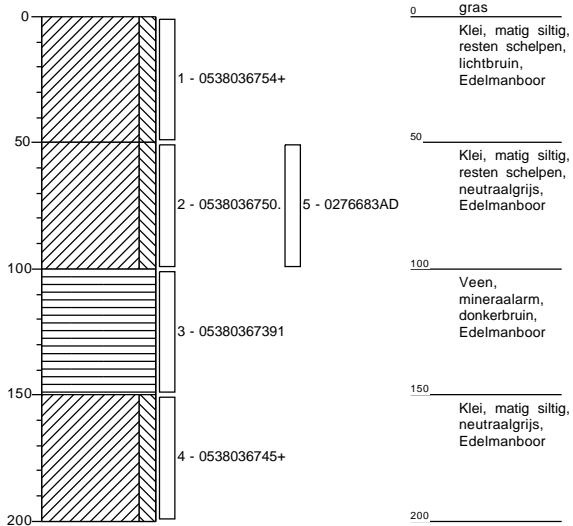 0
0 gras
Klei, matig siltig,
resten schelpen,
lichtbruin,
Edelmanboor
1 - 0538036754+
50
50
Klei, matig siltig,
resten schelpen,
neutraalgrijs,
Edelmanboor
2 - 0538036750.
5 - 0276683AD
100
100
Veen,
mineraalarm,
donkerbruin,
Edelmanboor
3 - 05380367391
150
150
Klei, matig siltig,
neutraalgrijs,
Edelmanboor
4 - 0538036745+
200
200